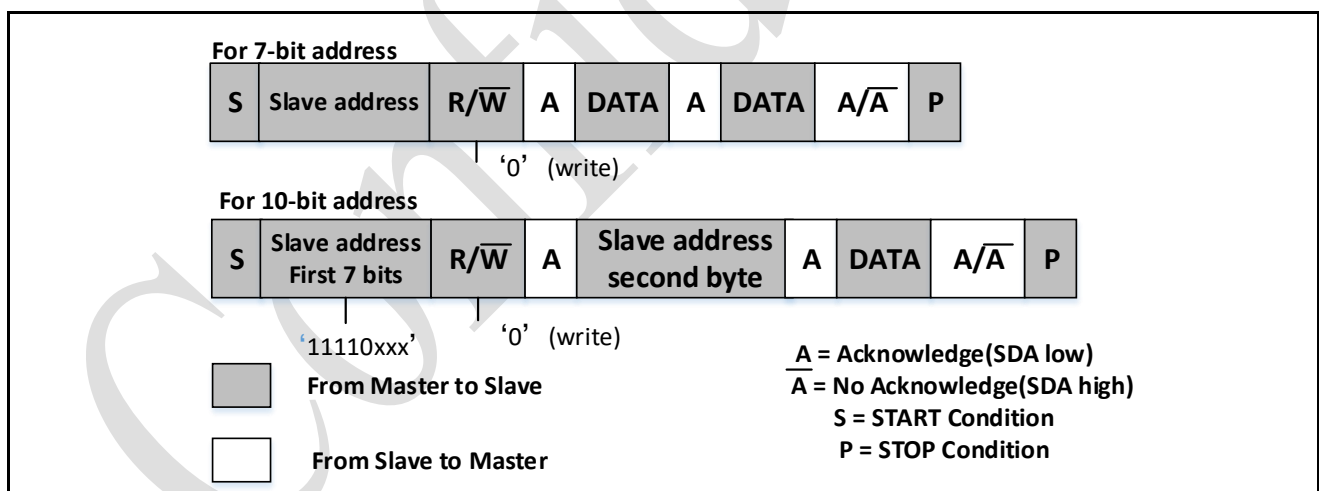 For 7-bit address
S Slave address R/W̅ A DATA A DATA A/A̅ P
‘0’ (write)
For 10-bit address
S Slave address First 7 bits R/W̅ A Slave address second byte A DATA A/A̅ P
‘11110xxx’ ‘0’ (write)
From Master to Slave
From Slave to Master
A = Acknowledge(SDA low)
A̅ = No Acknowledge(SDA high)
S = START Condition
P = STOP Condition